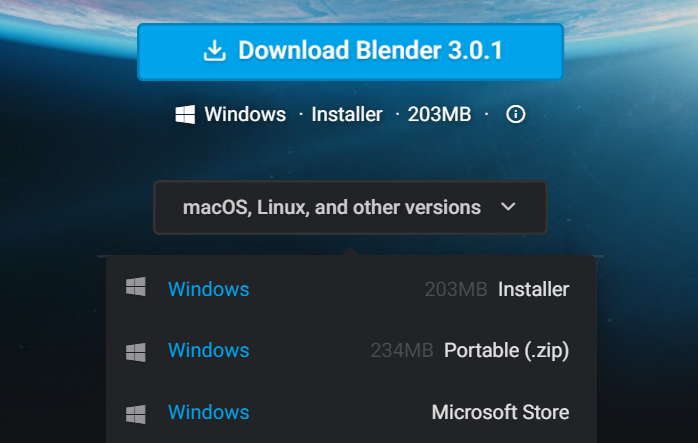 Download Blender 3.0.1
Windows · Installer · 203MB ·
macOS, Linux, and other versions
Windows 203MB Installer
Windows 234MB Portable (.zip)
Windows Microsoft Store